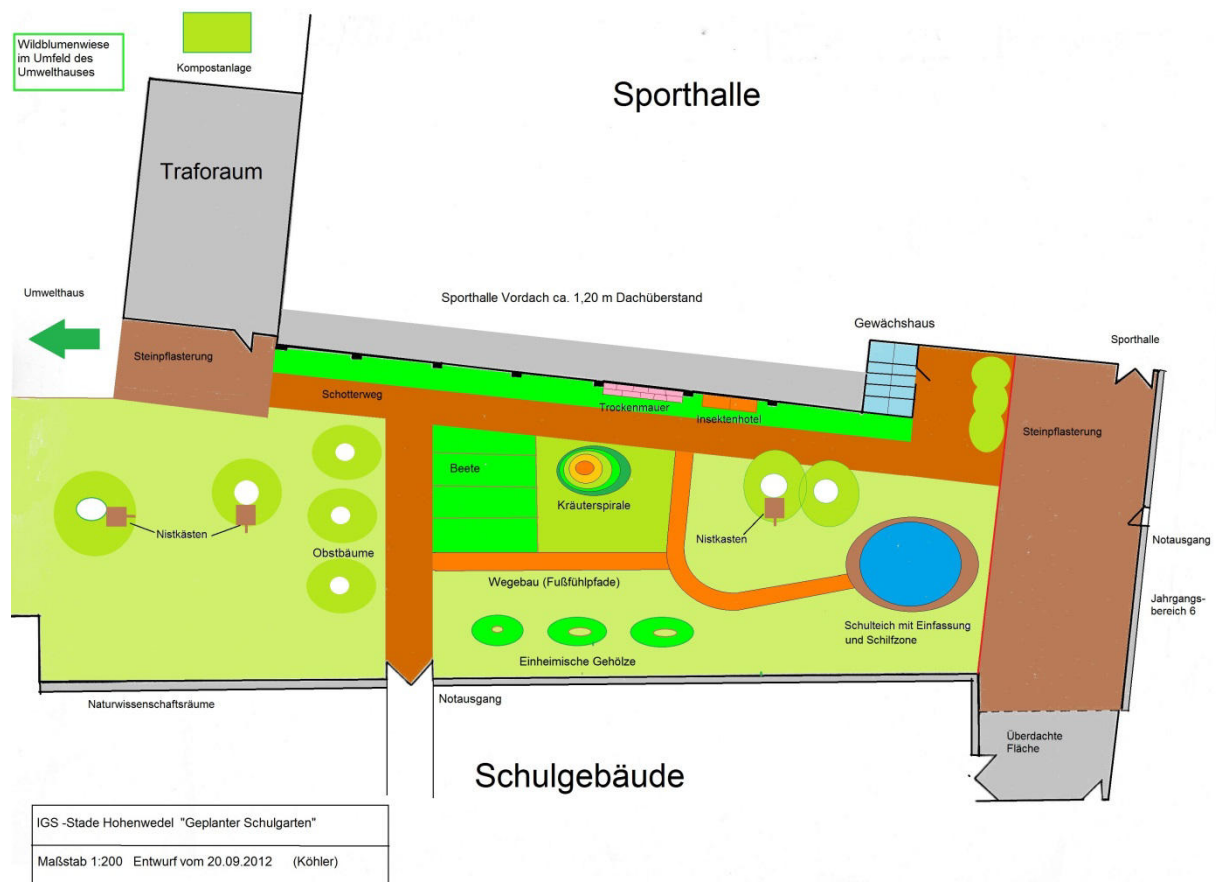 Wildblumenwiese
im Umfeld des
Umwelthauses
Kompostanlage
Sporthalle
Traforaum
Umwelthaus
Sporthalle Vordach ca. 1,20 m Dachüberstand
Gewächshaus
Sporthalle
Steinpflasterung
Schotterweg
Trockenmauer
Insektenhotel
Steinpflasterung
Beete
Kräuterspirale
Nistkästen
Obstbäume
Nistkasten
Notausgang
Wegebau (Fußfühlpfade)
Jahrgangs-
bereich 6
Schulteich mit Einfassung
und Schilfzone
Einheimische Gehölze
Naturwissenschaftsräume
Notausgang
Überdachte
Fläche
Schulgebäude
IGS -Stade Hohenwedel "Geplanter Schulgarten"
Maßstab 1:200 Entwurf vom 20.09.2012 (Köhler)